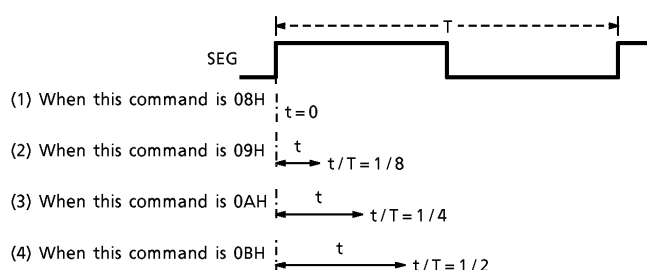 T
SEG
(1) When this command is 08H
t=0
(2) When this command is 09H
t
t/T=1/8
(3) When this command is 0AH
t
t/T=1/4
(4) When this command is 0BH
t
t/T=1/2